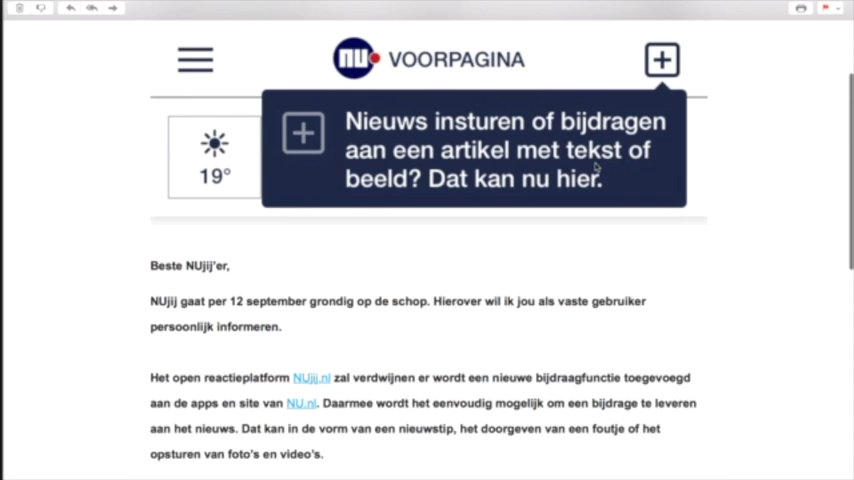 NU VOORPAGINA
Nieuws insturen of bijdragen
aan een artikel met tekst of
beeld? Dat kan nu hier.
19°
Beste NUjij'er,
NUjij gaat per 12 september grondig op de schop. Hierover wil ik jou als vaste gebruiker
persoonlijk informeren.
Het open reactieplatform NUjij.nl zal verdwijnen er wordt een nieuwe bijdraagfunctie toegevoegd
aan de apps en site van NU.nl. Daarmee wordt het eenvoudig mogelijk om een bijdrage te leveren
aan het nieuws. Dat kan in de vorm van een nieuwstip, het doorgeven van een foutje of het
opsturen van foto's en video's.